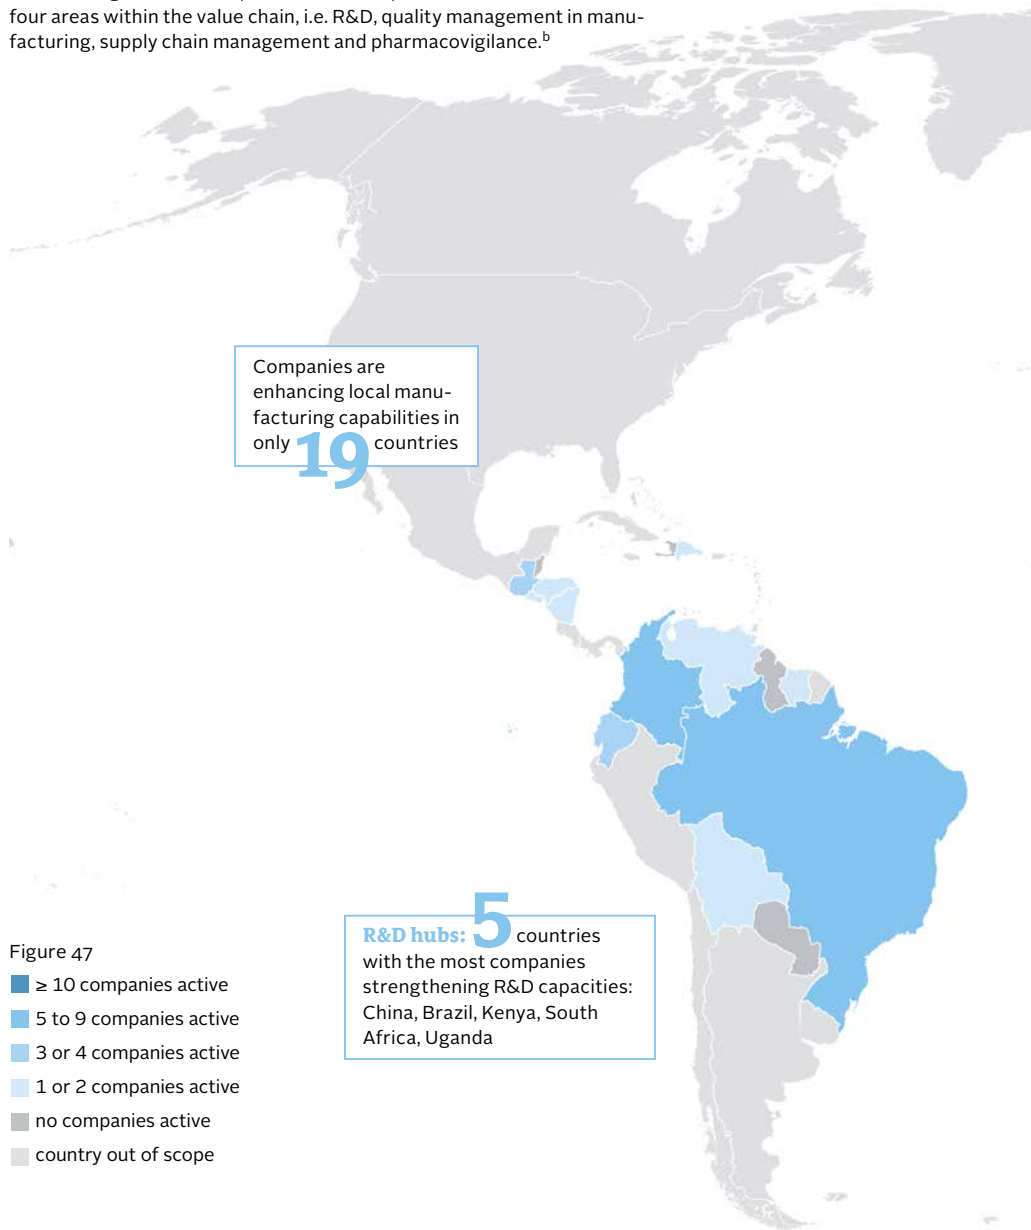 four areas within the value chain, i.e. R&D, quality management in manu-
facturing, supply chain management and pharmacovigilance.b
Companies are
enhancing local manu-
facturing capabilities in
only 19 countries
R&D hubs: 5 countries
with the most companies
strengthening R&D capacities:
China, Brazil, Kenya, South
Africa, Uganda
Figure 47
≥ 10 companies active
5 to 9 companies active
3 or 4 companies active
1 or 2 companies active
no companies active
country out of scope